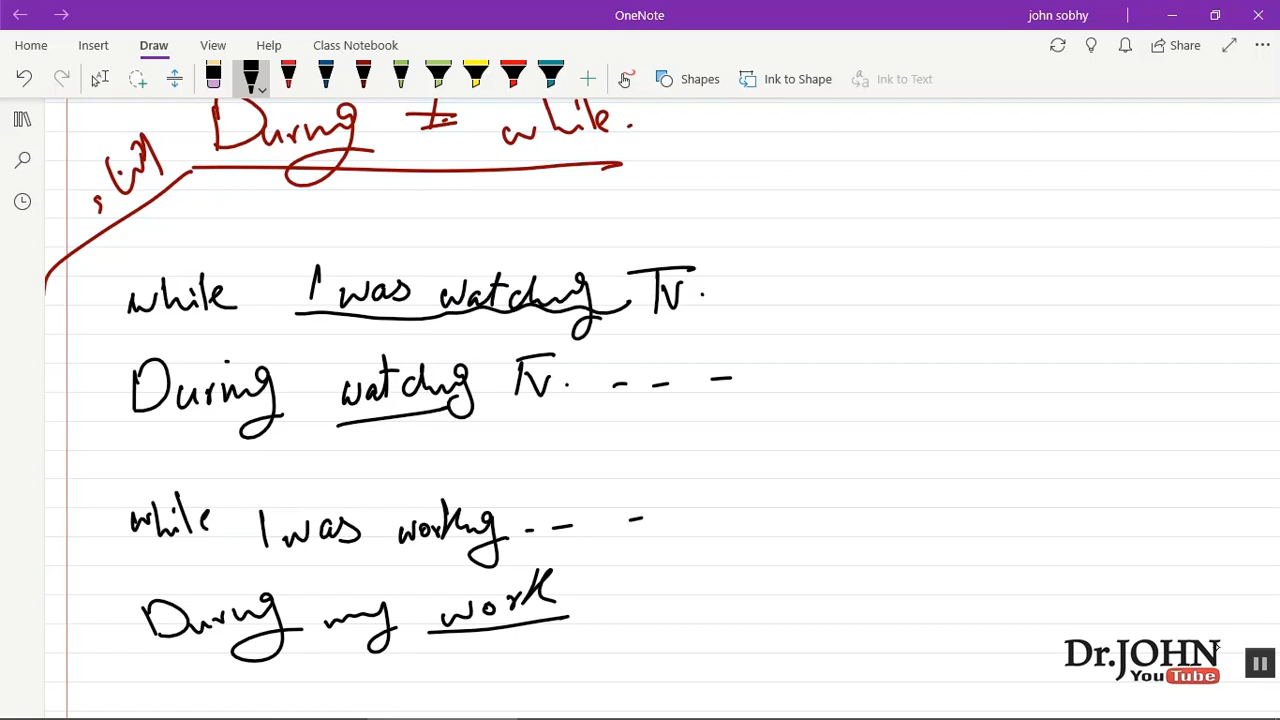 OneNote
john sobhy
Home Insert Draw View Help Class Notebook
Share
Shapes Ink to Shape Ink to Text
During ≠ while.
while I was watching TV.
During watching TV. - - -
while I was working - - -
During my work
Dr.JOHN
YouTube